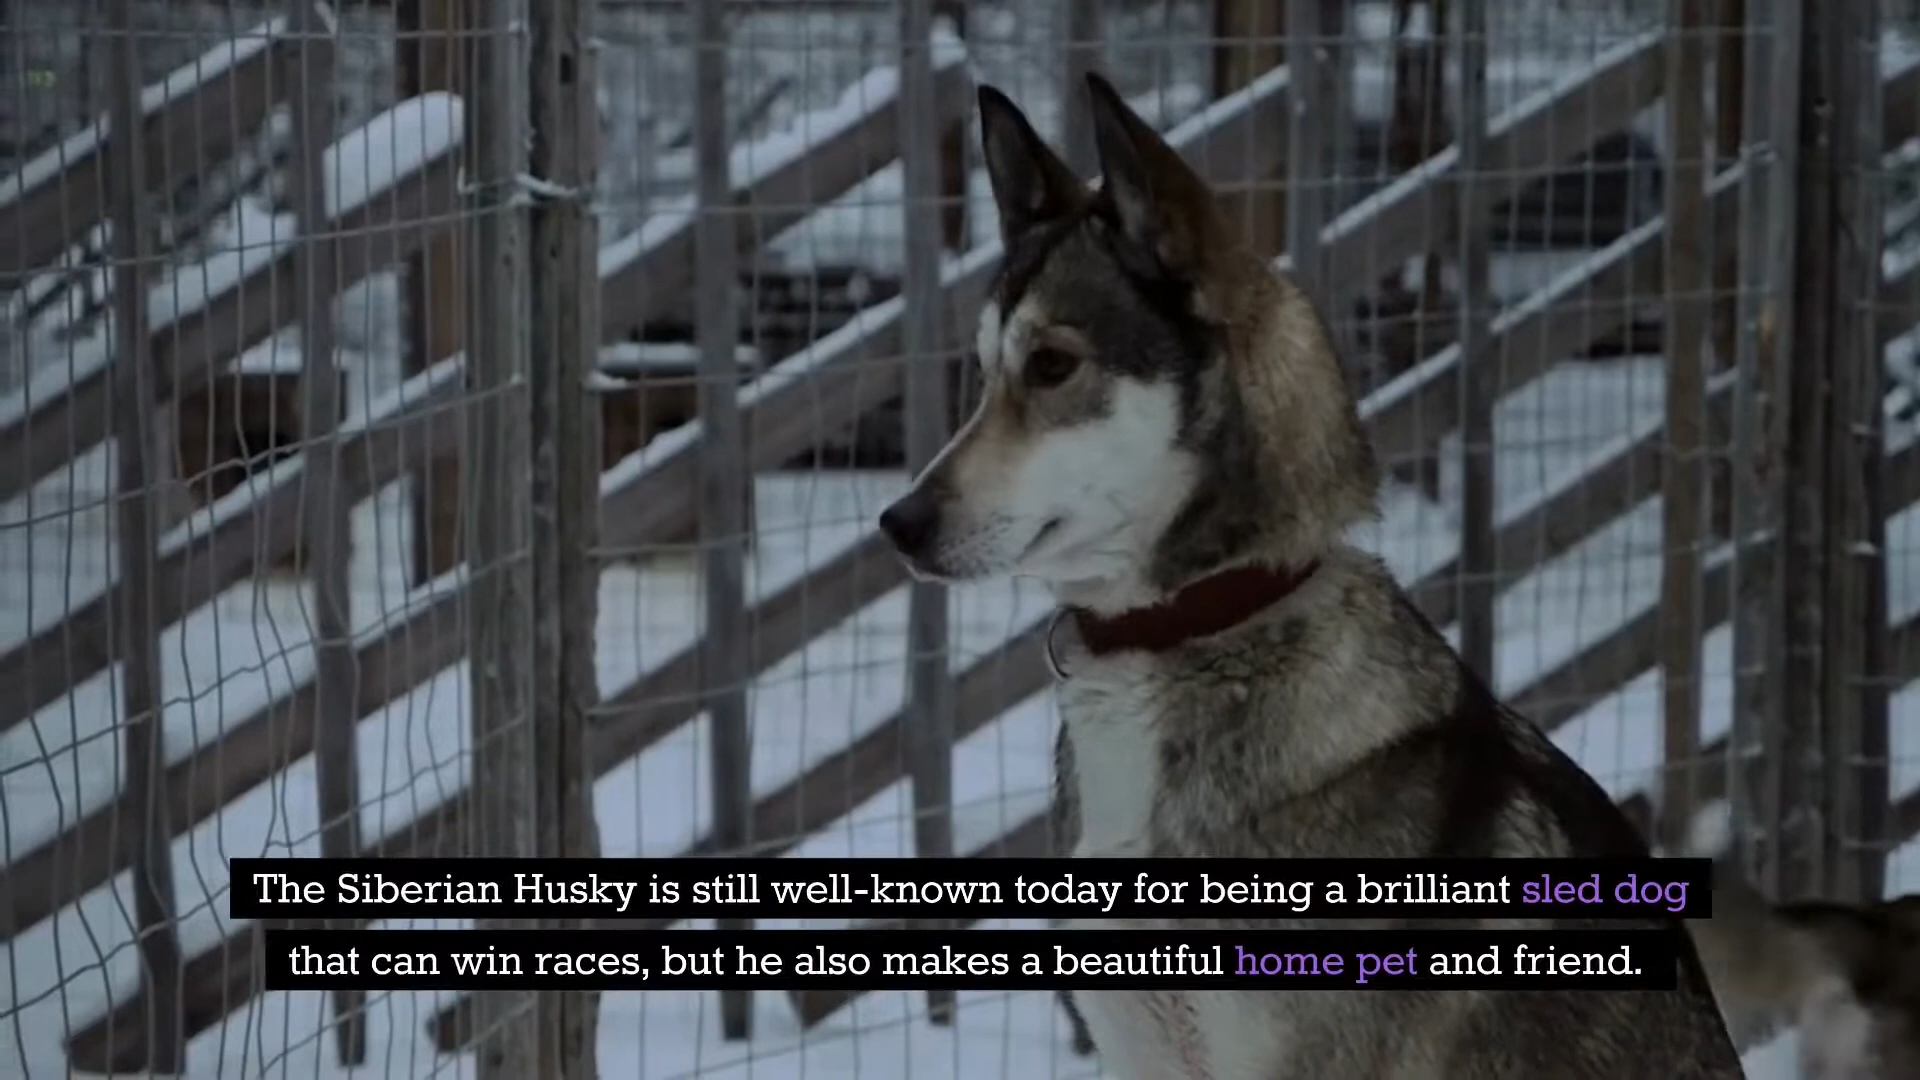 The Siberian Husky is still well-known today for being a brilliant sled dog
that can win races, but he also makes a beautiful home pet and friend.